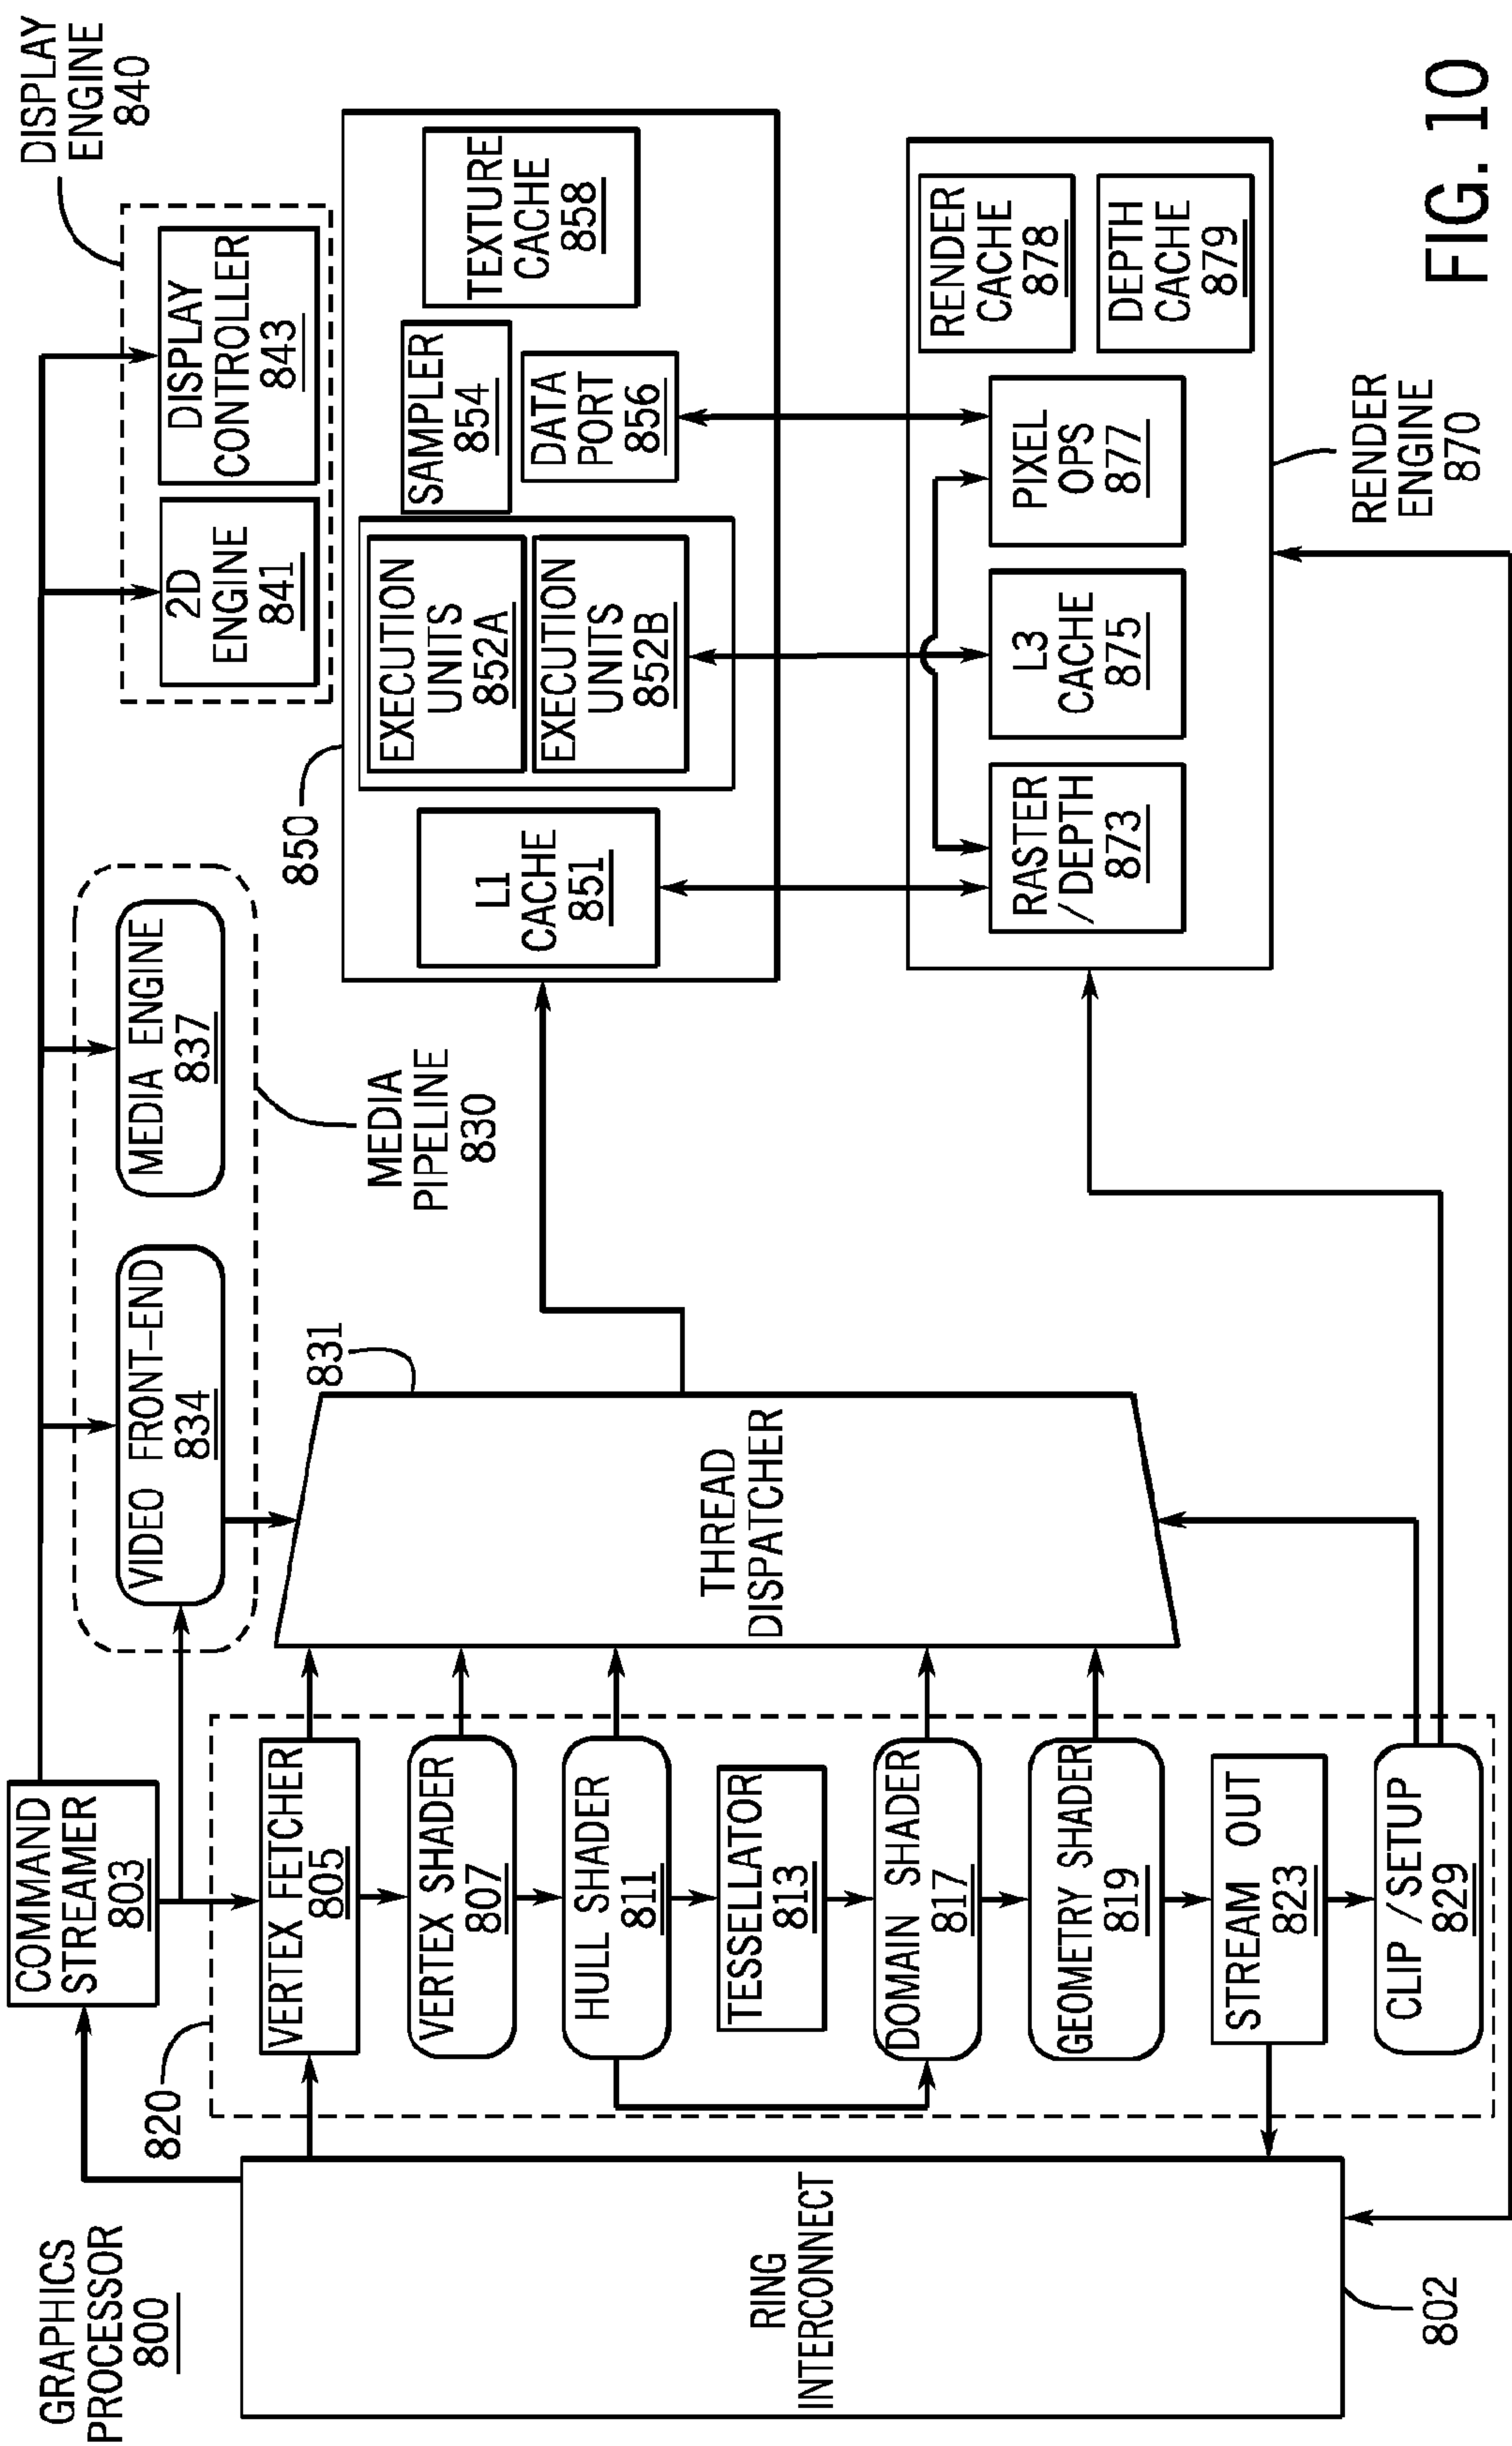 GRAPHICS
PROCESSOR
800
COMMAND
STREAMER
803
820
RING
INTERCONNECT
802
VERTEX FETCHER
805
VERTEX SHADER
807
HULL SHADER
811
TESSELLATOR
813
DOMAIN SHADER
817
GEOMETRY SHADER
819
STREAM OUT
823
CLIP/SETUP
829
VIDEO FRONT-END
834
MEDIA ENGINE
837
MEDIA
PIPELINE
830
831
THREAD
DISPATCHER
DISPLAY
ENGINE
840
2D
ENGINE
841
DISPLAY
CONTROLLER
843
850
L1
CACHE
851
EXECUTION
UNITS
852A
EXECUTION
UNITS
852B
SAMPLER
854
DATA
PORT
856
TEXTURE
CACHE
858
RASTER
/DEPTH
873
L3
CACHE
875
PIXEL
OPS
877
RENDER
CACHE
878
DEPTH
CACHE
879
RENDER
ENGINE
870
FIG. 10